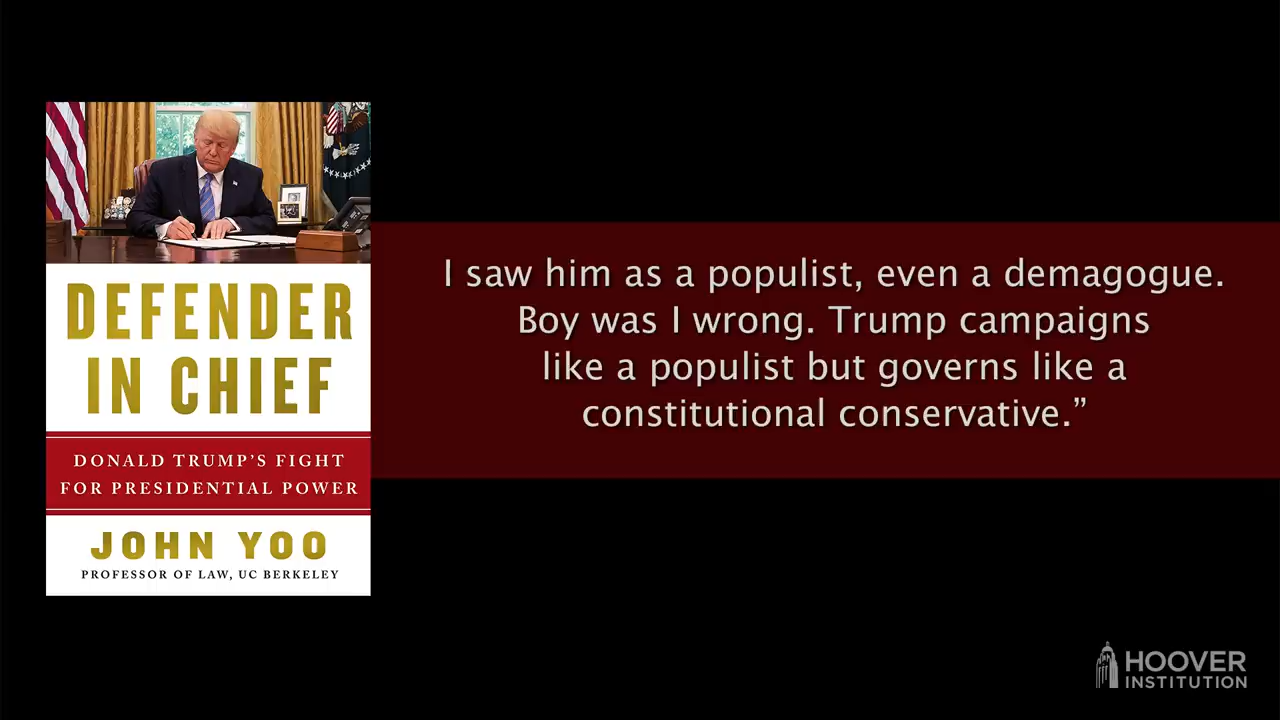 DEFENDER
IN CHIEF
DONALD TRUMP'S FIGHT
FOR PRESIDENTIAL POWER
JOHN YOO
PROFESSOR OF LAW, UC BERKELEY
I saw him as a populist, even a demagogue.
Boy was I wrong. Trump campaigns
like a populist but governs like a
constitutional conservative.”
HOOVER
INSTITUTION